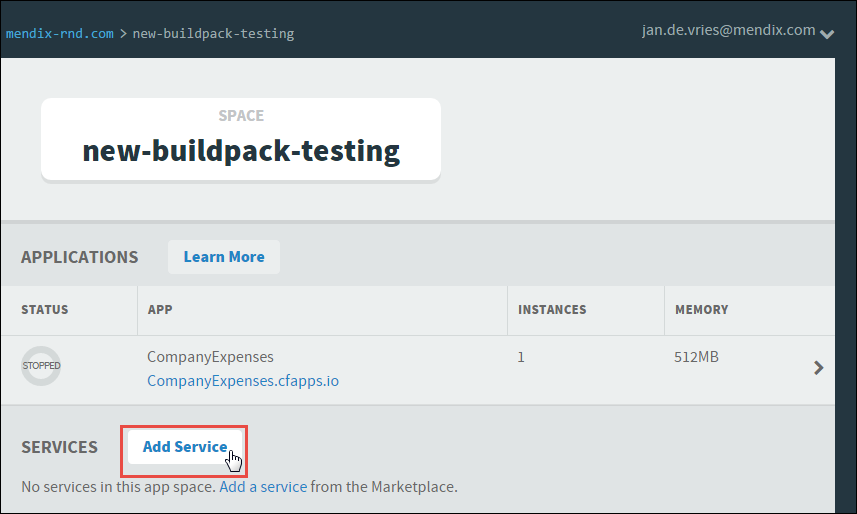 mendix-rnd.com > new-buildpack-testing
jan.de.vries@mendix.com
SPACE
new-buildpack-testing
APPLICATIONS
Learn More
STATUS
APP
INSTANCES
MEMORY
STOPPED
CompanyExpenses
1
512MB
CompanyExpenses.cfapps.io
SERVICES
Add Service
No services in this app space. Add a service from the Marketplace.